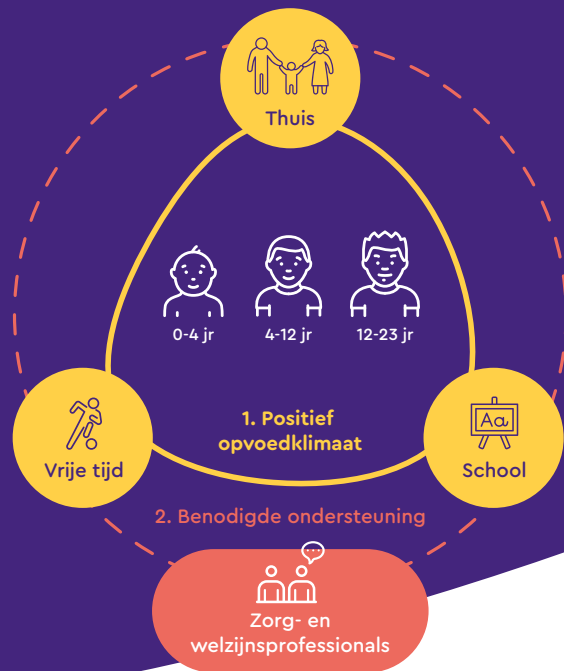 Thuis
0-4 jr
4-12 jr
12-23 jr
1. Positief
opvoedklimaat
Vrije tijd
Aa
School
2. Benodigde ondersteuning
Zorg- en
welzijnsprofessionals